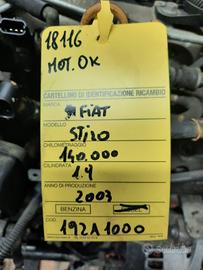 18116
MOT. OK
CARTELLINO DI IDENTIFICAZIONE RICAMBIO
MARCA
FIAT
MODELLO
STILO
CHILOMETRAGGIO
140.000
CILINDRATA
1.4
ANNO DI PRODUZIONE
2003
BENZINA
COD.
192A1000